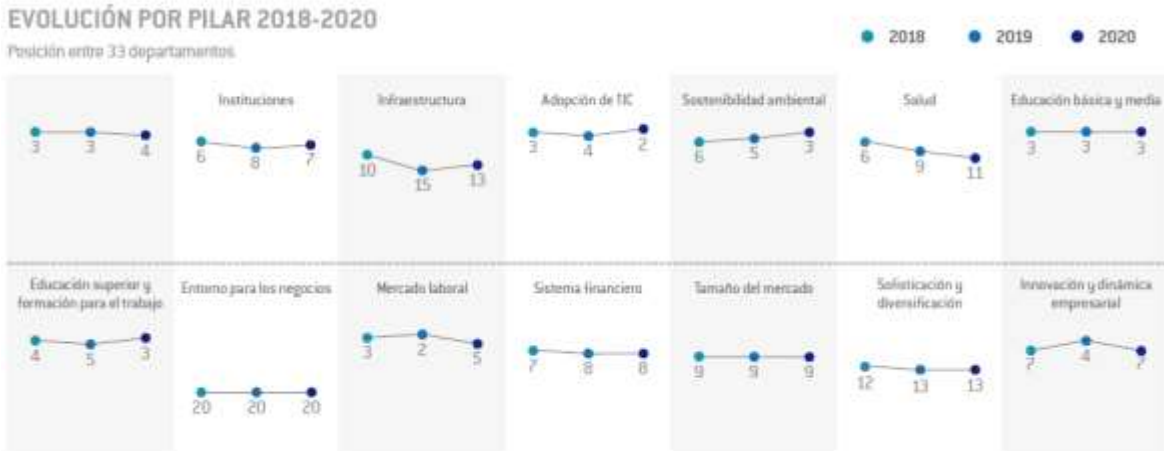 EVOLUCIÓN POR PILAR 2018-2020
Posición entre 33 departamentos
2018 2019 2020
3 3 4
Instituciones
6 8 7
Infraestructura
10 15 13
Adopción de TIC
3 4 2
Sostenibilidad ambiental
6 5 3
Salud
6 9 11
Educación básica y media
3 3 3
Educación superior y
formación para el trabajo
4 5 3
Entorno para los negocios
20 20 20
Mercado laboral
3 2 5
Sistema financiero
7 8 8
Tamaño del mercado
9 9 9
Sofisticación y
diversificación
12 13 13
Innovación y dinámica
empresarial
7 4 7